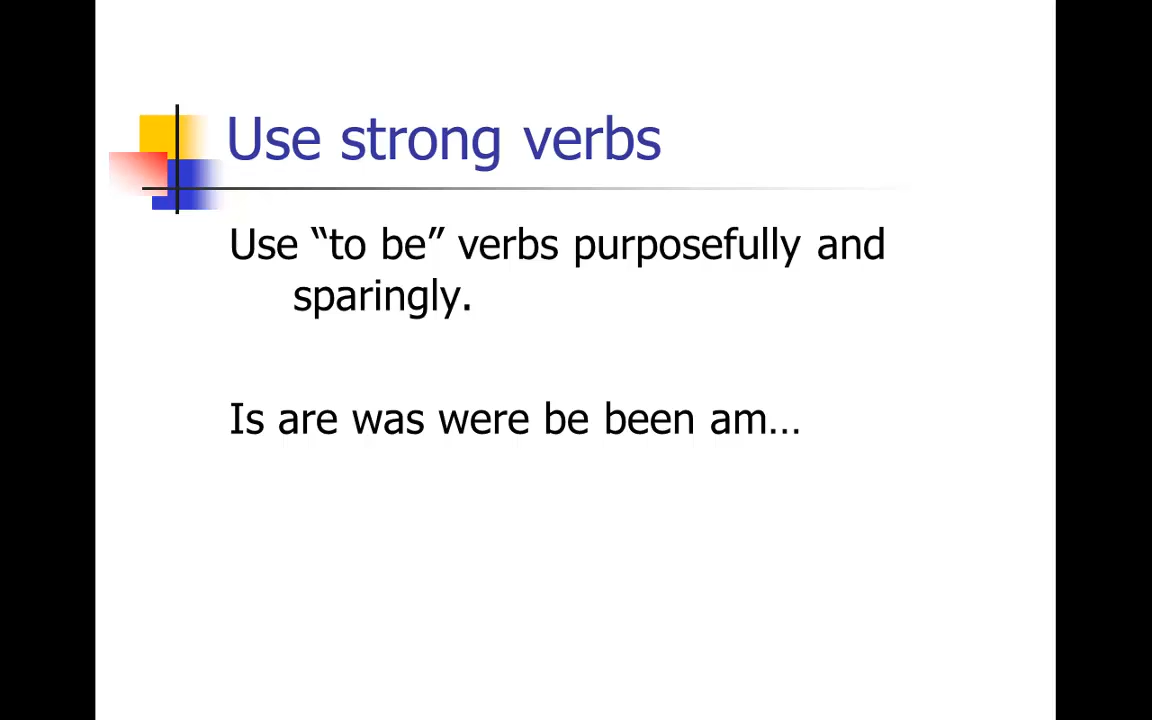 Use strong verbs
Use “to be” verbs purposefully and
sparingly.
Is are was were be been am…